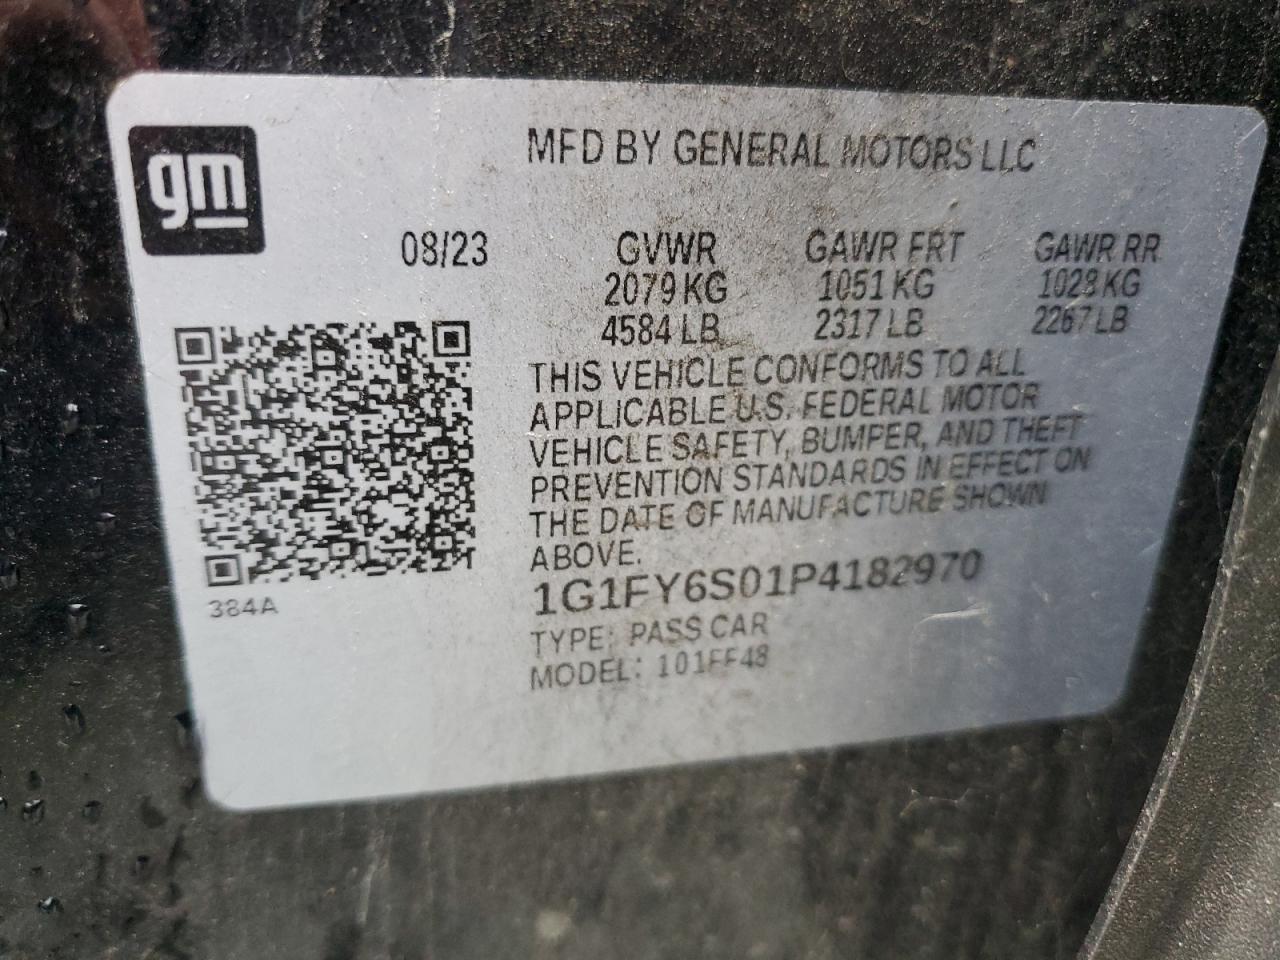 gm
MFD BY GENERAL MOTORS LLC
08/23
GVWR GAWR FRT GAWR RR
2079 KG 1051 KG 1028 KG
4584 LB 2317 LB 2267 LB
THIS VEHICLE CONFORMS TO ALL
APPLICABLE U.S. FEDERAL MOTOR
VEHICLE SAFETY, BUMPER, AND THEFT
PREVENTION STANDARDS IN EFFECT ON
THE DATE OF MANUFACTURE SHOWN
ABOVE.
384A
1G1FY6S01P4182970
TYPE: PASS CAR
MODEL: 101FF48